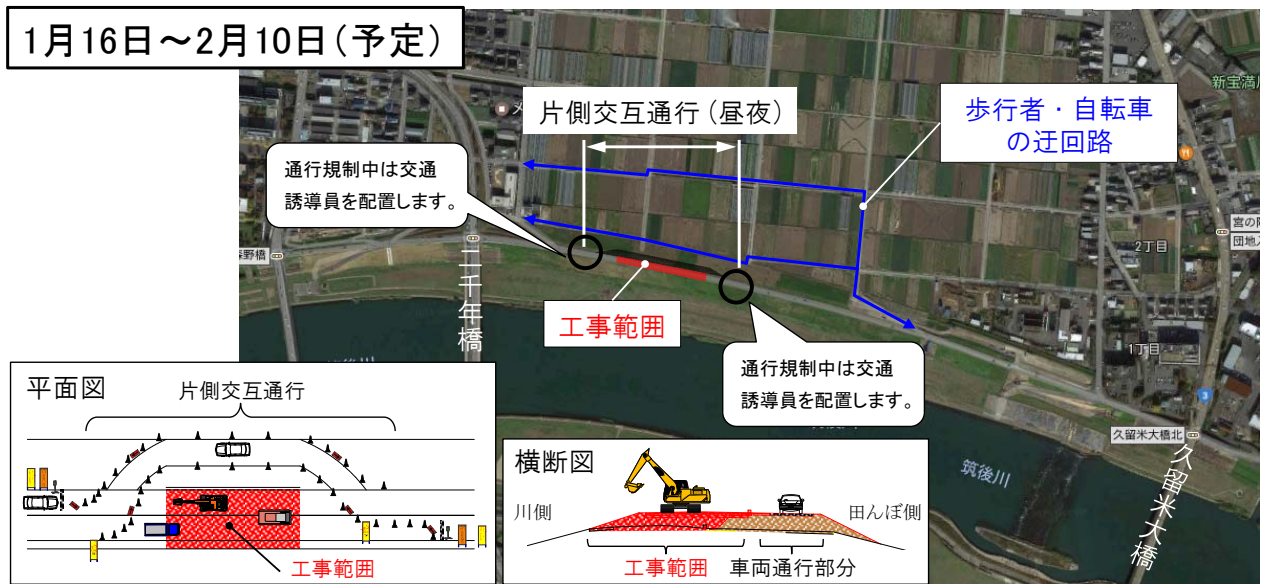 1月16日～2月10日(予定)
片側交互通行(昼夜)
歩行者・自転車
の迂回路
通行規制中は交通
誘導員を配置します。
新宝満川
メ
宮の陣
団地入
2丁目
野橋
二千年橋
工事範囲
通行規制中は交通
誘導員を配置します。
1丁目
3
久留米大橋北
久留米大橋
筑後川
筑後川
平面図
片側交互通行
工事範囲
横断図
川側
田んぼ側
工事範囲
車両通行部分